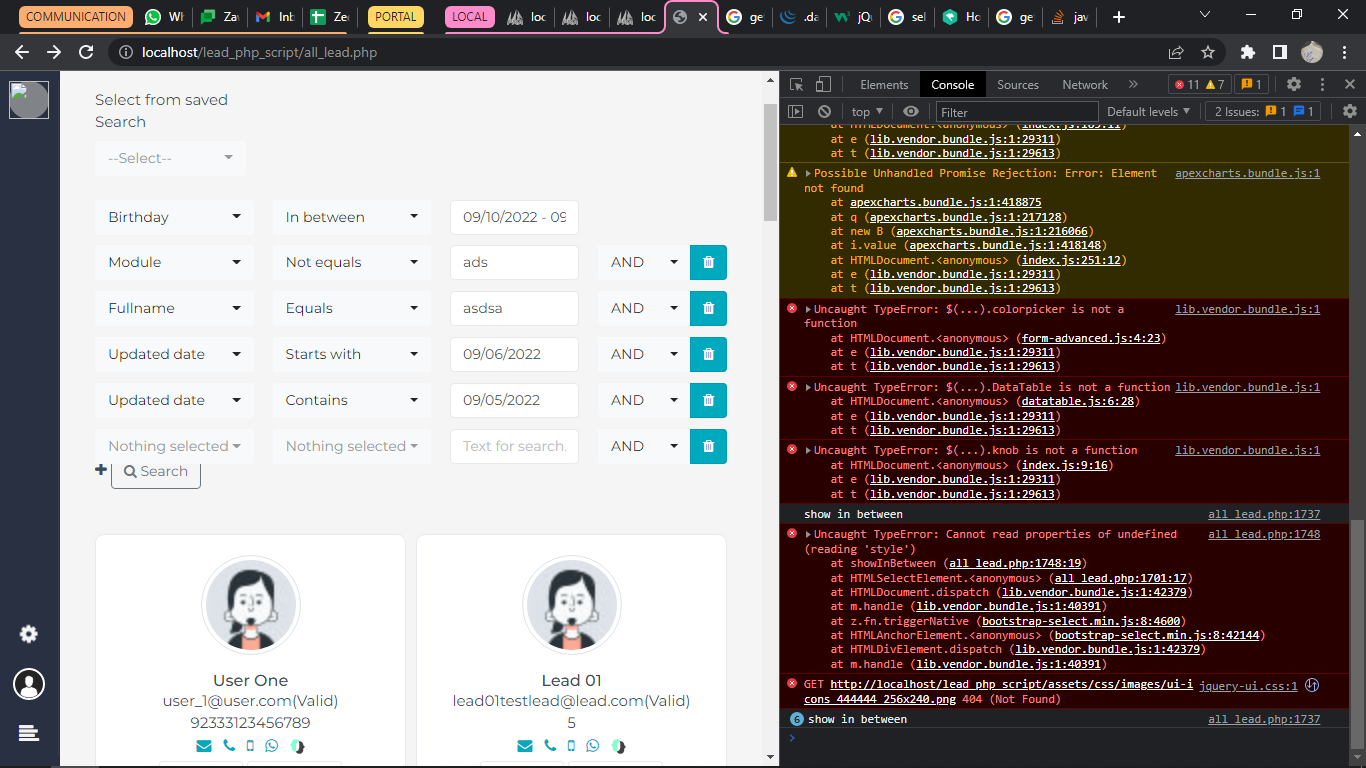 COMMUNICATION
Wh
Za
Inb
Zee
PORTAL
LOCAL
loc
loc
loc
ge
.da
jQ
sel
Ho
ge
jav
localhost/lead_php_script/all_lead.php
Select from saved
Search
--Select--
Birthday In between 09/10/2022 - 09
Module Not equals ads AND
Fullname Equals asdsa AND
Updated date Starts with 09/06/2022 AND
Updated date Contains 09/05/2022 AND
Nothing selected Nothing selected Text for search. AND
Search
User One
user_1@user.com(Valid)
92333123456789
Lead 01
lead01testlead@lead.com(Valid)
5
Elements Console Sources Network 11 7 1
top Filter Default levels 2 Issues: 1 1
at HTMLDocument.<anonymous> (index.js:189:11)
at e (lib.vendor.bundle.js:1:29311)
at t (lib.vendor.bundle.js:1:29613)
Possible Unhandled Promise Rejection: Error: Element apexcharts.bundle.js:1
not found
at apexcharts.bundle.js:1:418875
at q (apexcharts.bundle.js:1:217128)
at new B (apexcharts.bundle.js:1:216066)
at i.value (apexcharts.bundle.js:1:418148)
at HTMLDocument.<anonymous> (index.js:251:12)
at e (lib.vendor.bundle.js:1:29311)
at t (lib.vendor.bundle.js:1:29613)
Uncaught TypeError: $(...).colorpicker is not a lib.vendor.bundle.js:1
function
at HTMLDocument.<anonymous> (form-advanced.js:4:23)
at e (lib.vendor.bundle.js:1:29311)
at t (lib.vendor.bundle.js:1:29613)
Uncaught TypeError: $(...).DataTable is not a function lib.vendor.bundle.js:1
at HTMLDocument.<anonymous> (datatable.js:6:28)
at e (lib.vendor.bundle.js:1:29311)
at t (lib.vendor.bundle.js:1:29613)
Uncaught TypeError: $(...).knob is not a function lib.vendor.bundle.js:1
at HTMLDocument.<anonymous> (index.js:9:16)
at e (lib.vendor.bundle.js:1:29311)
at t (lib.vendor.bundle.js:1:29613)
show in between all_lead.php:1737
Uncaught TypeError: Cannot read properties of undefined all_lead.php:1748
(reading 'style')
at showInBetween (all_lead.php:1748:19)
at HTMLSelectElement.<anonymous> (all_lead.php:1701:17)
at HTMLDocument.dispatch (lib.vendor.bundle.js:1:42379)
at m.handle (lib.vendor.bundle.js:1:40391)
at z.fn.triggerNative (bootstrap-select.min.js:8:4600)
at HTMLAnchorElement.<anonymous> (bootstrap-select.min.js:8:42144)
at HTMLDivElement.dispatch (lib.vendor.bundle.js:1:42379)
at m.handle (lib.vendor.bundle.js:1:40391)
GET http://localhost/lead_php_script/assets/css/images/ui-i jquery-ui.css:1
cons_444444_256x240.png 404 (Not Found)
6 show in between all_lead.php:1737